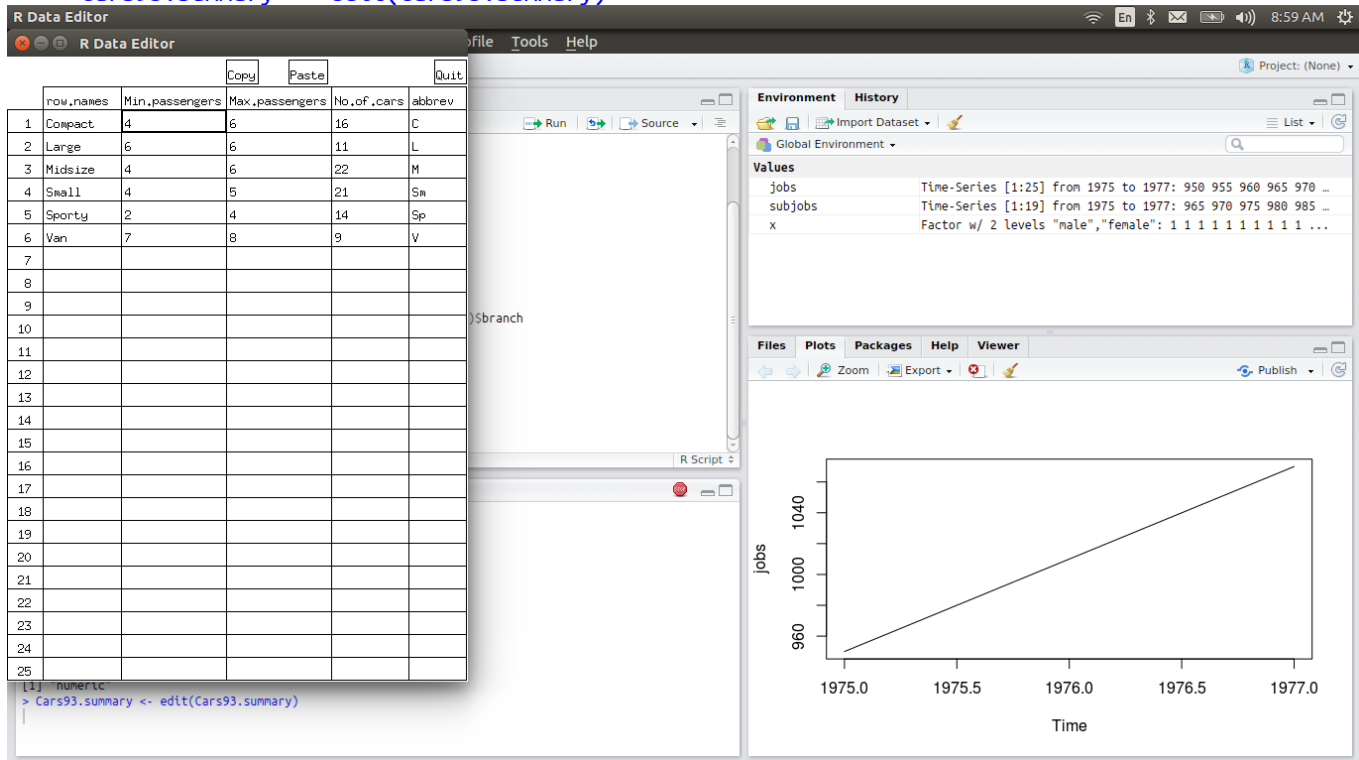 Cars93.summary <- edit(Cars93.summary)
R Data Editor
En 8:59 AM
R Data Editor
ofile Tools Help
Project: (None)
Copy Paste Quit
row.names Min.passengers Max.passengers No.of.cars abbrev
1 Compact 4 6 16 C
2 Large 6 6 11 L
3 Midsize 4 6 22 M
4 Small 4 5 21 Sm
5 Sporty 2 4 14 Sp
6 Van 7 8 9 V
7
8
9
10
11
12
13
14
15
16
17
18
19
20
21
22
23
24
25
Run Source
)$branch
R Script
STOP
[1] "numeric"
> Cars93.summary <- edit(Cars93.summary)
Environment History
Import Dataset List
Global Environment
Values
jobs Time-Series [1:25] from 1975 to 1977: 950 955 960 965 970 …
subjobs Time-Series [1:19] from 1975 to 1977: 965 970 975 980 985 …
x Factor w/ 2 levels "male","female": 1 1 1 1 1 1 1 1 1 1 ...
Files Plots Packages Help Viewer
Zoom Export Publish
jobs
1040
1000
960
1975.0 1975.5 1976.0 1976.5 1977.0
Time